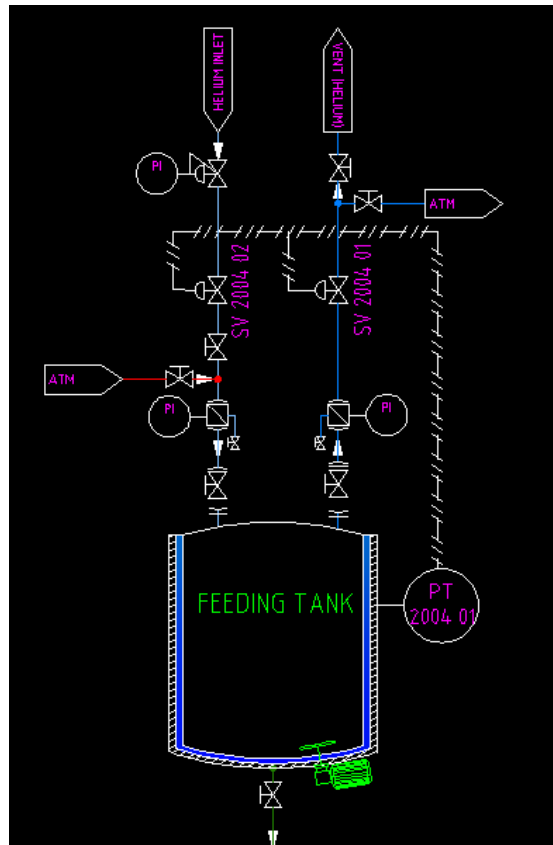 HELIUM INLET
VENT (HELIUM)
PI
ATM
SV 2004 02
SV 2004 01
ATM
PI
PI
FEEDING TANK
PT
2004 01